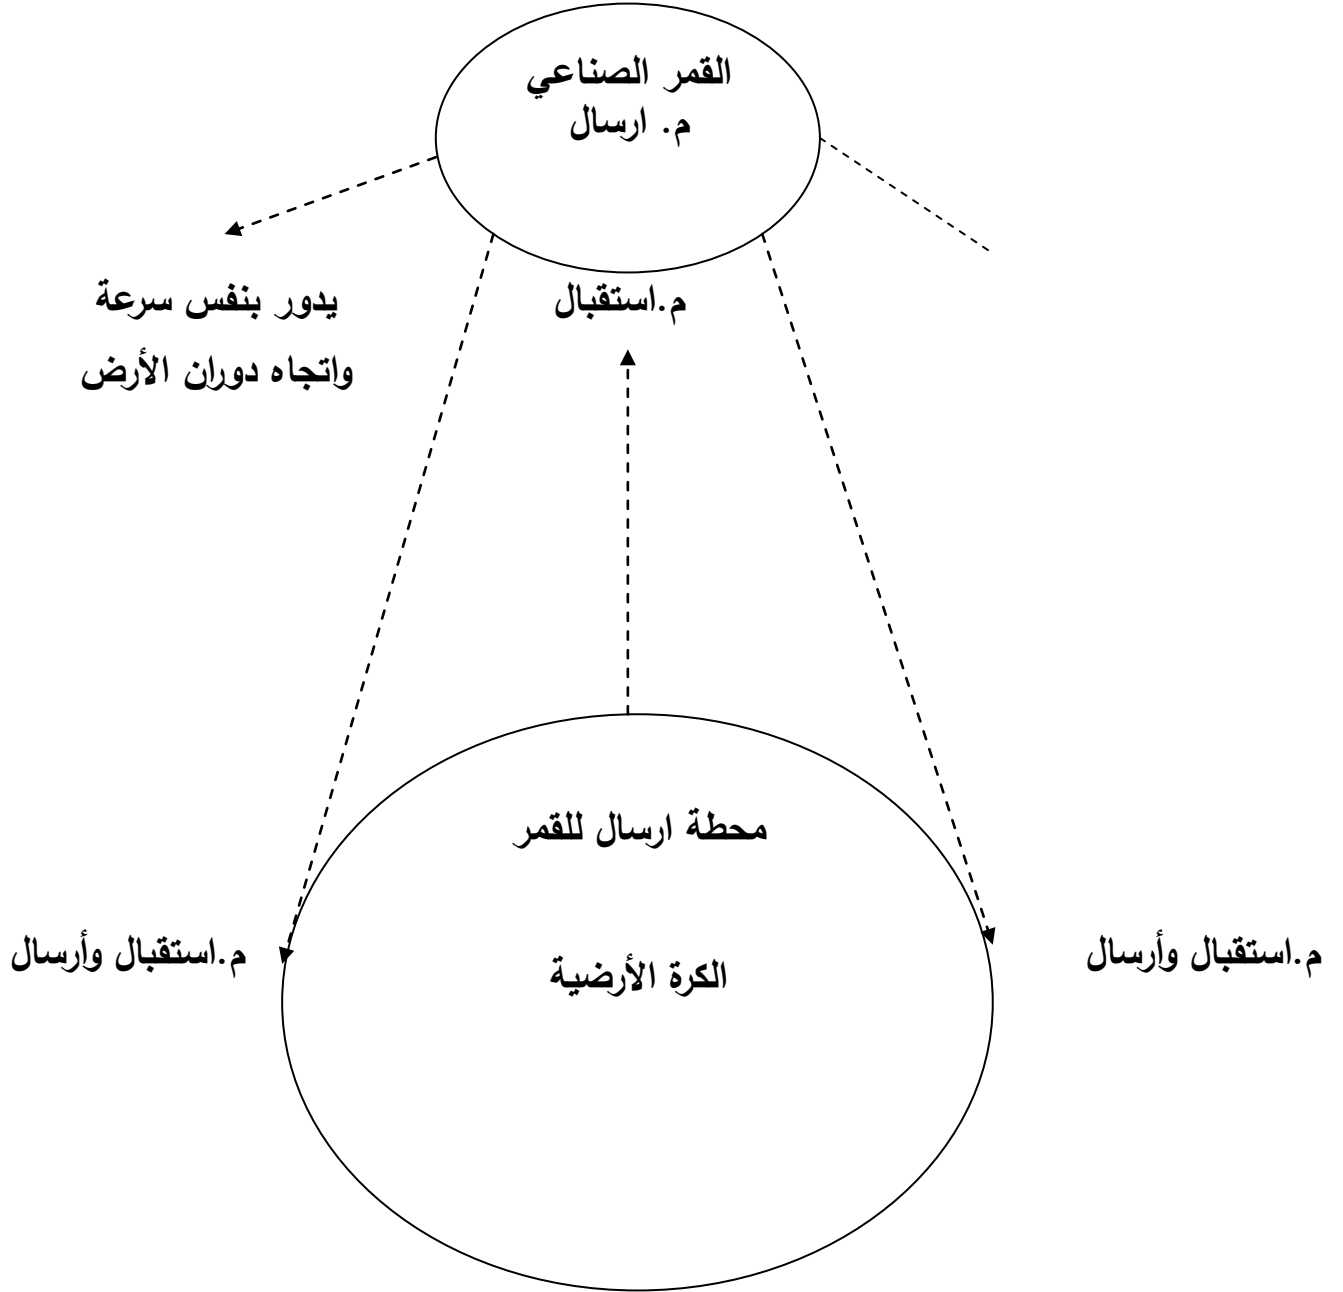 القمر الصناعي
م. ارسال
م.استقبال
يدور بنفس سرعة
واتجاه دوران الأرض
محطة ارسال للقمر
م.استقبال وأرسال
الكرة الأرضية
م.استقبال وأرسال